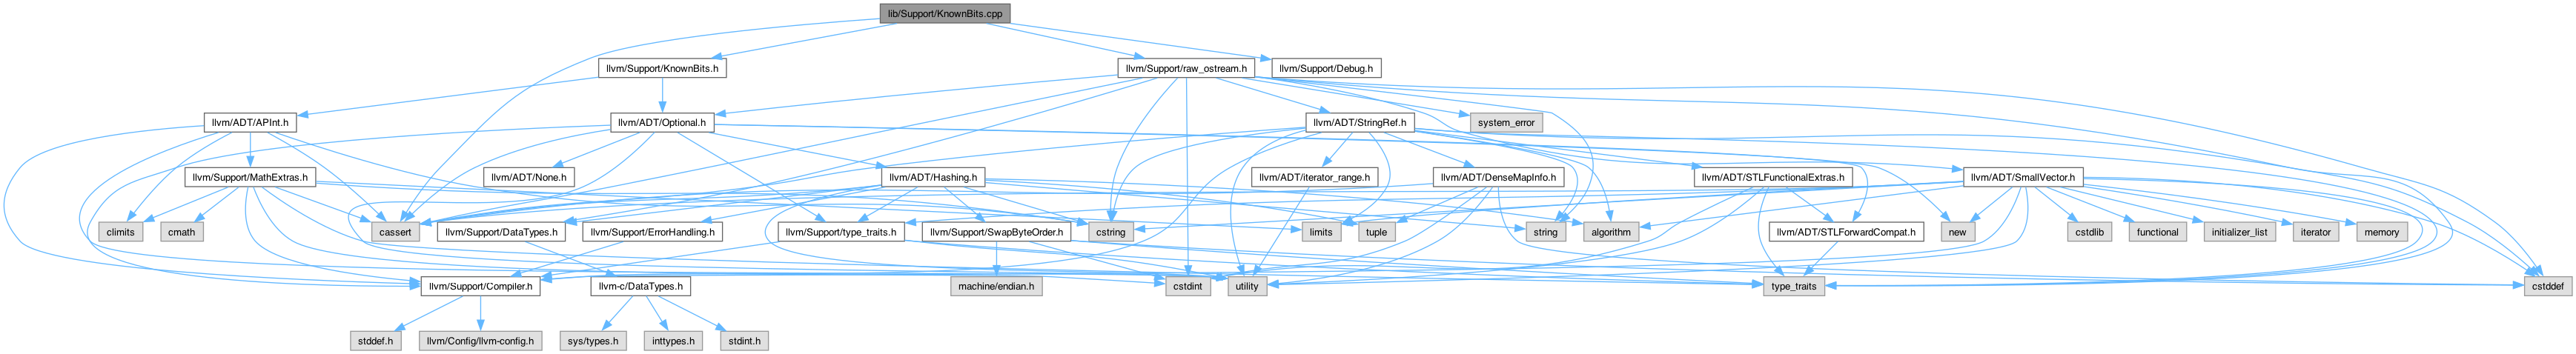 lib/Support/KnownBits.cpp
llvm/Support/KnownBits.h
llvm/Support/raw_ostream.h
llvm/Support/Debug.h
llvm/ADT/APInt.h
llvm/ADT/Optional.h
llvm/ADT/StringRef.h
system_error
llvm/Support/MathExtras.h
llvm/ADT/None.h
llvm/ADT/Hashing.h
llvm/ADT/iterator_range.h
llvm/ADT/DenseMapInfo.h
llvm/ADT/STLFunctionalExtras.h
llvm/ADT/SmallVector.h
climits
cmath
cassert
llvm/Support/DataTypes.h
llvm/Support/ErrorHandling.h
llvm/Support/type_traits.h
llvm/Support/SwapByteOrder.h
cstring
limits
tuple
string
algorithm
llvm/ADT/STLForwardCompat.h
new
cstdlib
functional
initializer_list
iterator
memory
llvm/Support/Compiler.h
llvm-c/DataTypes.h
machine/endian.h
cstdint
utility
type_traits
cstddef
stddef.h
llvm/Config/llvm-config.h
sys/types.h
inttypes.h
stdint.h